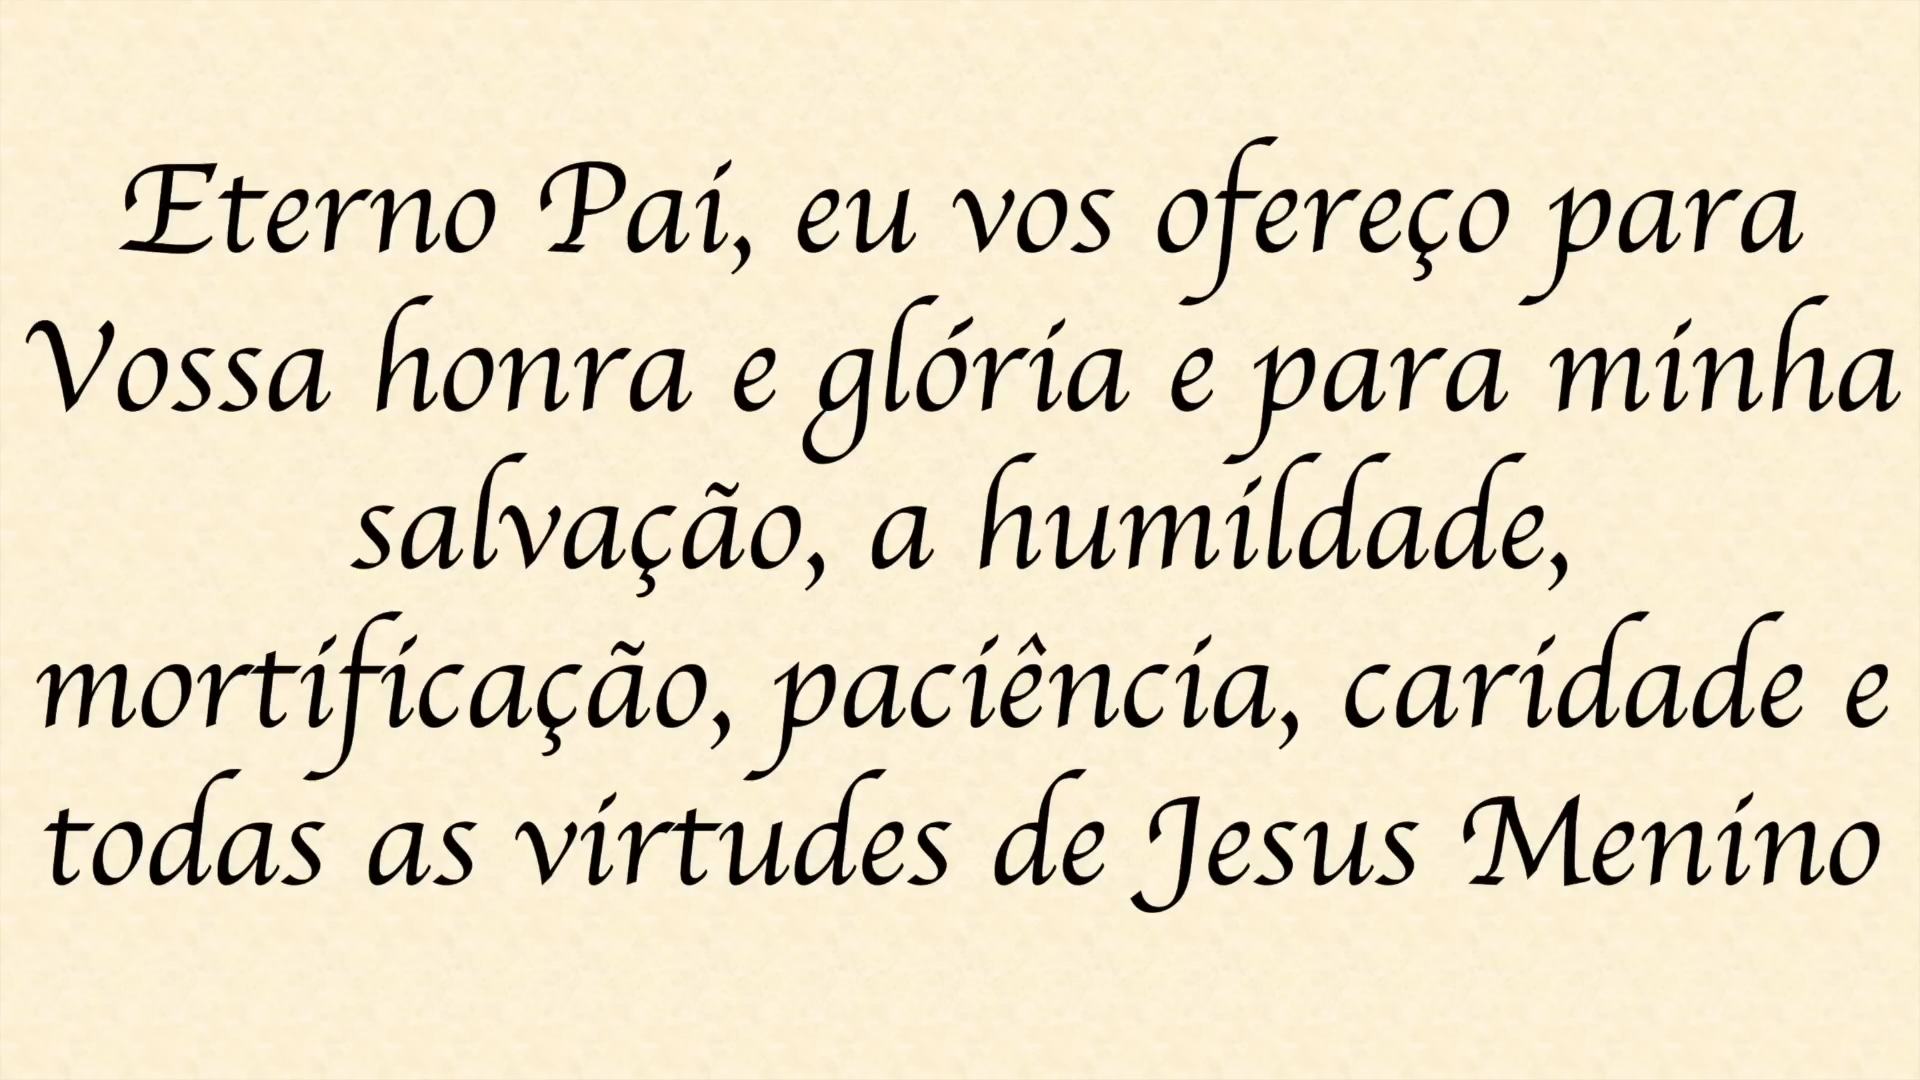 Eterno Pai, eu vos ofereço para
Vossa honra e glória e para minha
salvação, a humildade,
mortificação, paciência, caridade e
todas as virtudes de Jesus Menino